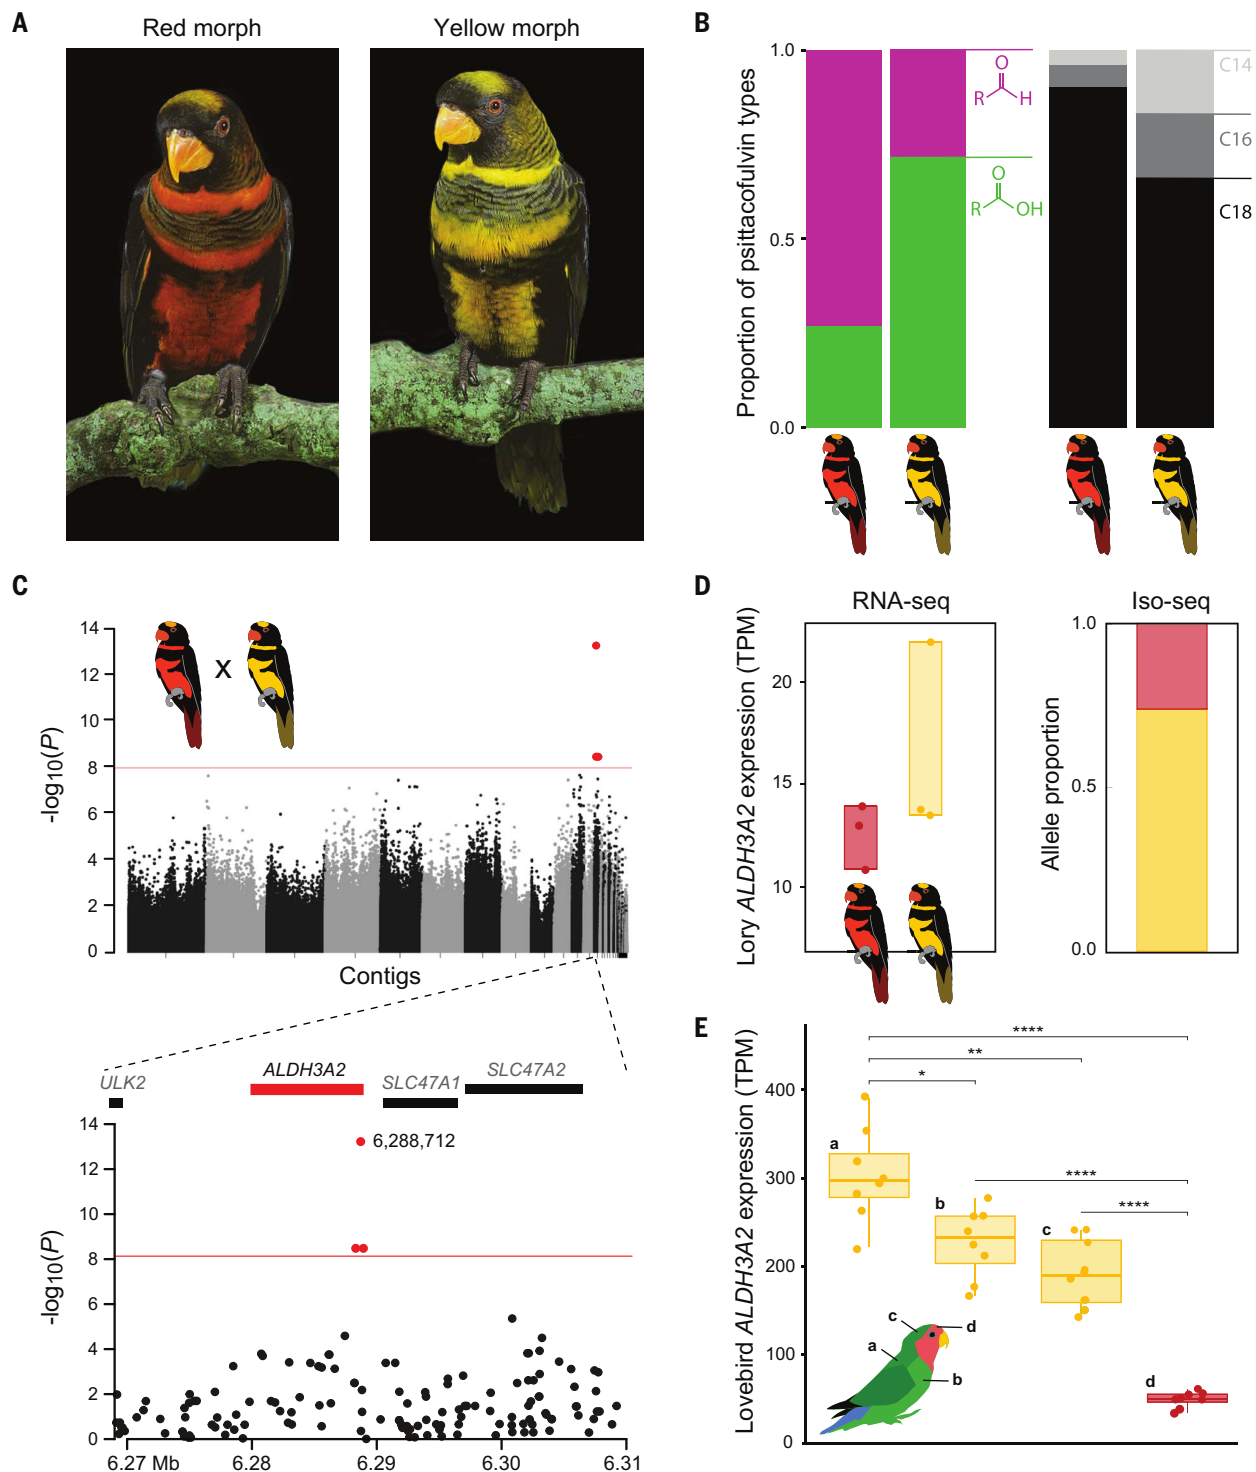 A
Red morph
Yellow morph
B
Proportion of psittacofulvin types
1.0
0.5
0.0
O
R
H
O
R
OH
C14
C16
C18
C
-log10(P)
14
12
10
8
6
4
2
0
X
Contigs
ULK2
ALDH3A2
SLC47A1
SLC47A2
-log10(P)
14
12
10
8
6
4
2
0
6,288,712
6.27 Mb
6.28
6.29
6.30
6.31
D
RNA-seq
Lory ALDH3A2 expression (TPM)
20
15
10
Iso-seq
Allele proportion
1.0
0.5
0.0
E
Lovebird ALDH3A2 expression (TPM)
400
300
200
100
0
****
**
*
****
****
a
b
c
d
c
d
a
b